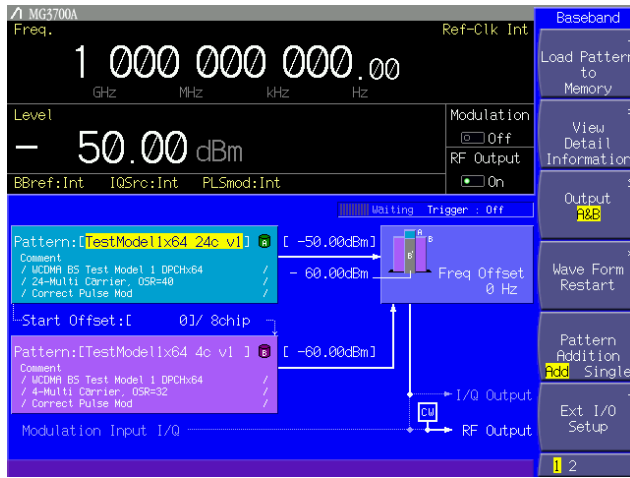 MG3700A
Freq.
Ref-Clk Int
1 000 000 000.00
GHz MHz kHz Hz
Level
- 50.00 dBm
Modulation
Off
RF Output
On
BBref:Int IQSrc:Int PLSmod:Int
Waiting Trigger : Off
Pattern:[TestModel1x64 24c v1] A [ -50.00dBm]
Comment
/ WCDMA BS Test Model 1 DPCHx64 /
/ 24-Multi Carrier, OSR=40 /
/ Correct Pulse Mod /
- 60.00dBm
A
B
B'
Freq Offset
0 Hz
Start Offset:[ 0]/ 8chip
Pattern:[TestModel1x64 4c v1 ] B [ -60.00dBm]
Comment
/ WCDMA BS Test Model 1 DPCHx64 /
/ 4-Multi Carrier, OSR=32 /
/ Correct Pulse Mod /
I/Q Output
CW
Modulation Input I/Q
RF Output
Baseband
Load Pattern
to
Memory
View
Detail
Information
Output
A&B
Wave Form
Restart
Pattern
Addition
Add Single
Ext I/O
Setup
1 2